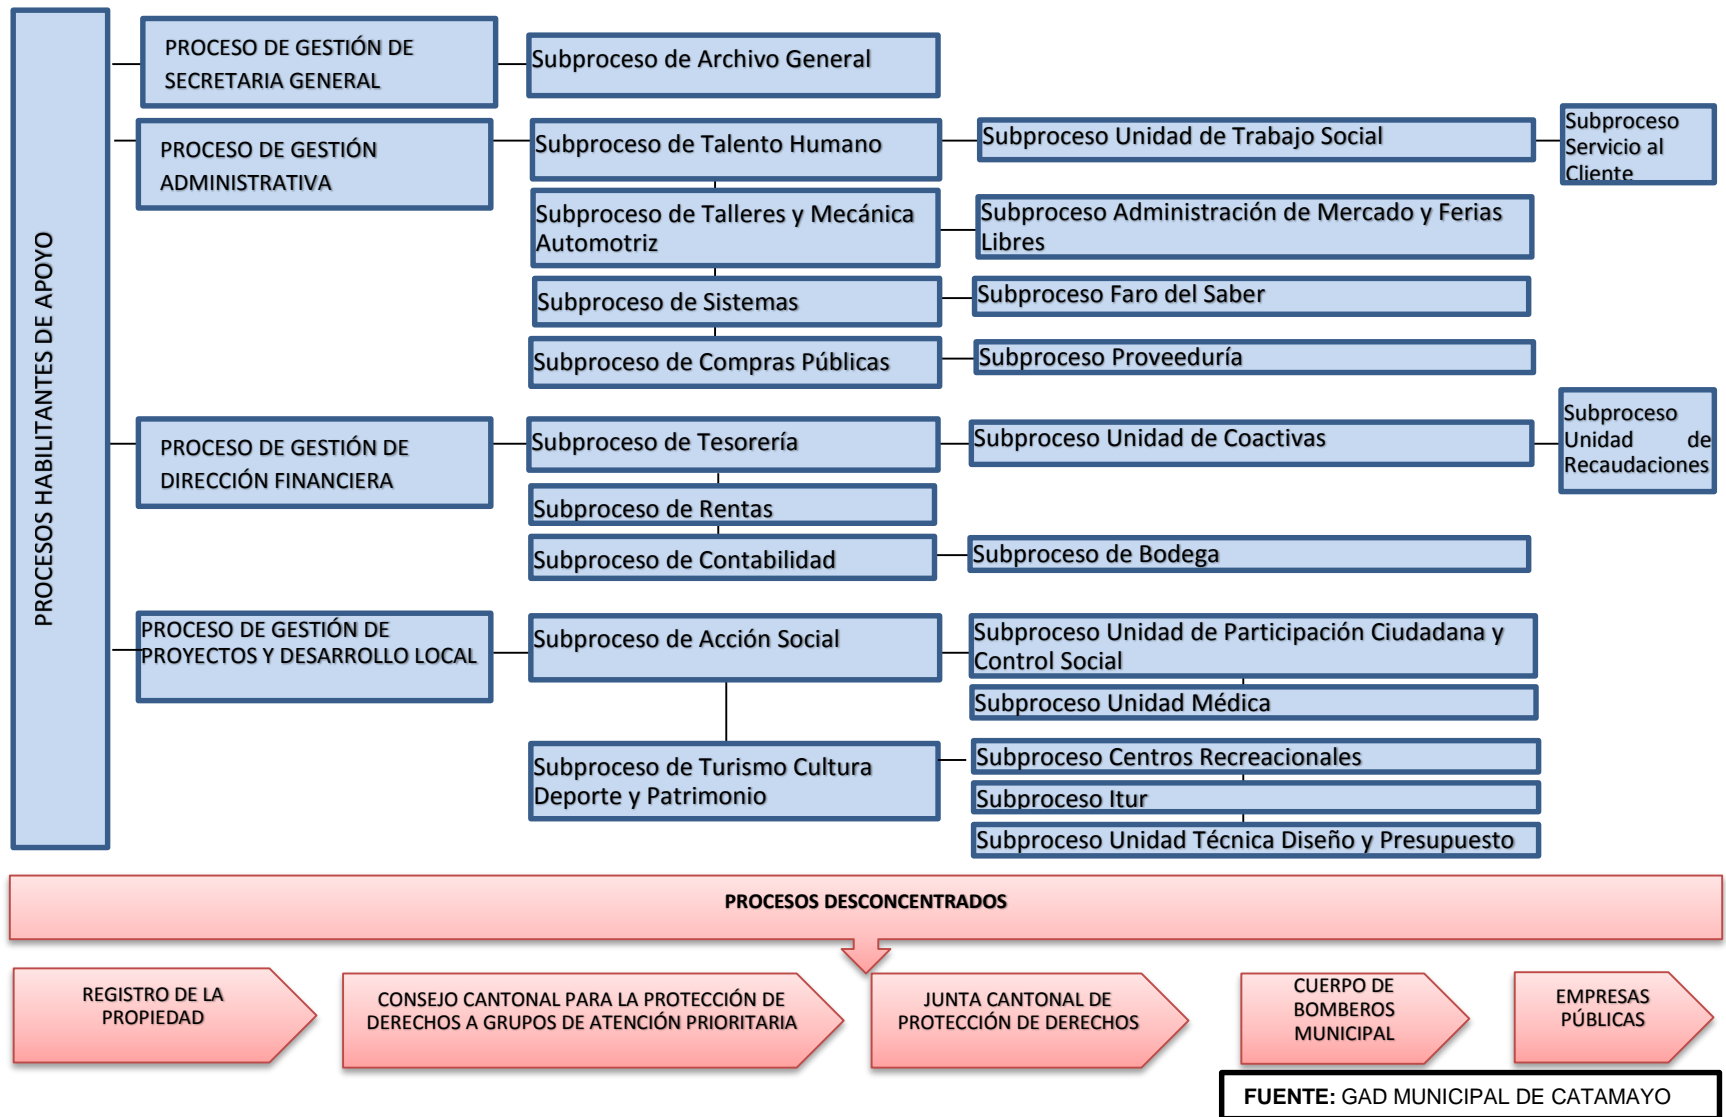 PROCESOS HABILITANTES DE APOYO
PROCESO DE GESTIÓN DE
SECRETARIA GENERAL
Subproceso de Archivo General
PROCESO DE GESTIÓN
ADMINISTRATIVA
Subproceso de Talento Humano
Subproceso Unidad de Trabajo Social
Subproceso
Servicio al
Cliente
Subproceso de Talleres y Mecánica
Automotriz
Subproceso Administración de Mercado y Ferias
Libres
Subproceso de Sistemas
Subproceso Faro del Saber
Subproceso de Compras Públicas
Subproceso Proveeduría
PROCESO DE GESTIÓN DE
DIRECCIÓN FINANCIERA
Subproceso de Tesorería
Subproceso Unidad de Coactivas
Subproceso
Unidad de
Recaudaciones
Subproceso de Rentas
Subproceso de Contabilidad
Subproceso de Bodega
PROCESO DE GESTIÓN DE
PROYECTOS Y DESARROLLO LOCAL
Subproceso de Acción Social
Subproceso Unidad de Participación Ciudadana y
Control Social
Subproceso Unidad Médica
Subproceso de Turismo Cultura
Deporte y Patrimonio
Subproceso Centros Recreacionales
Subproceso Itur
Subproceso Unidad Técnica Diseño y Presupuesto
PROCESOS DESCONCENTRADOS
REGISTRO DE LA
PROPIEDAD
CONSEJO CANTONAL PARA LA PROTECCIÓN DE
DERECHOS A GRUPOS DE ATENCIÓN PRIORITARIA
JUNTA CANTONAL DE
PROTECCIÓN DE DERECHOS
CUERPO DE
BOMBEROS
MUNICIPAL
EMPRESAS
PÚBLICAS
FUENTE: GAD MUNICIPAL DE CATAMAYO